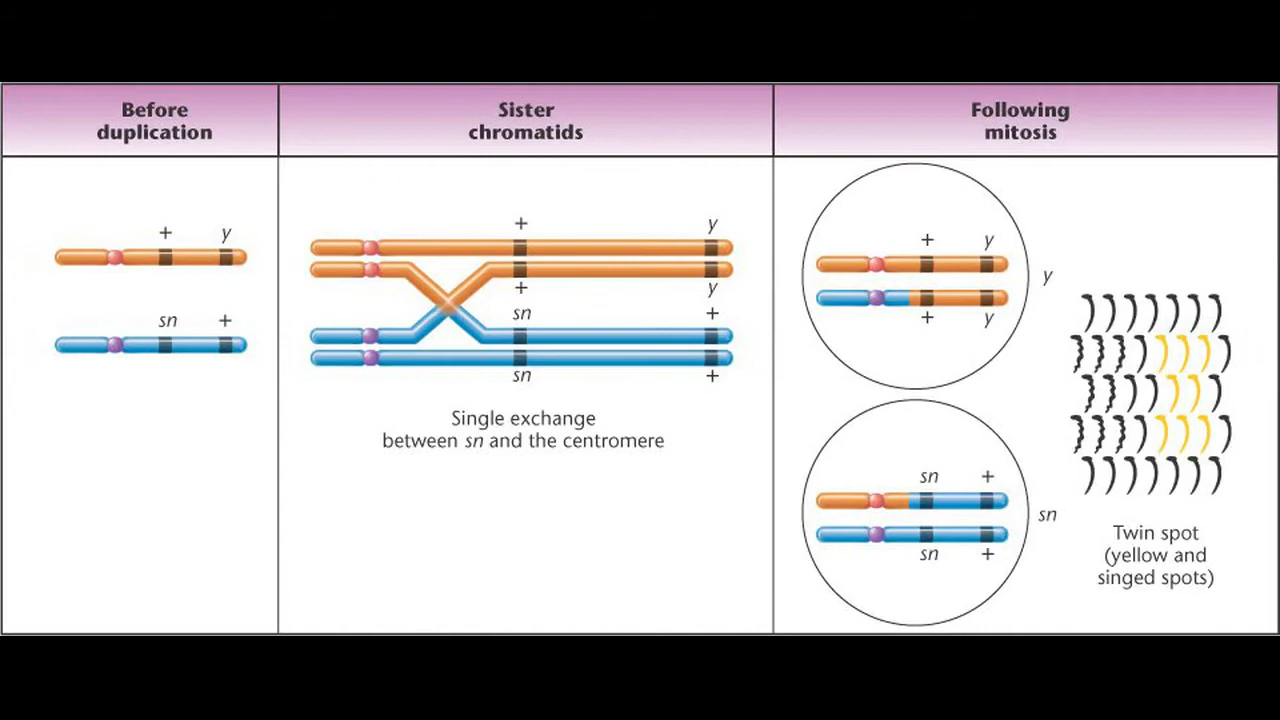 Before
duplication
Sister
chromatids
Following
mitosis
+ y
sn +
+ y
+ y
sn +
sn +
Single exchange
between sn and the centromere
+ y
+ y
y
sn +
sn +
sn
Twin spot
(yellow and
singed spots)